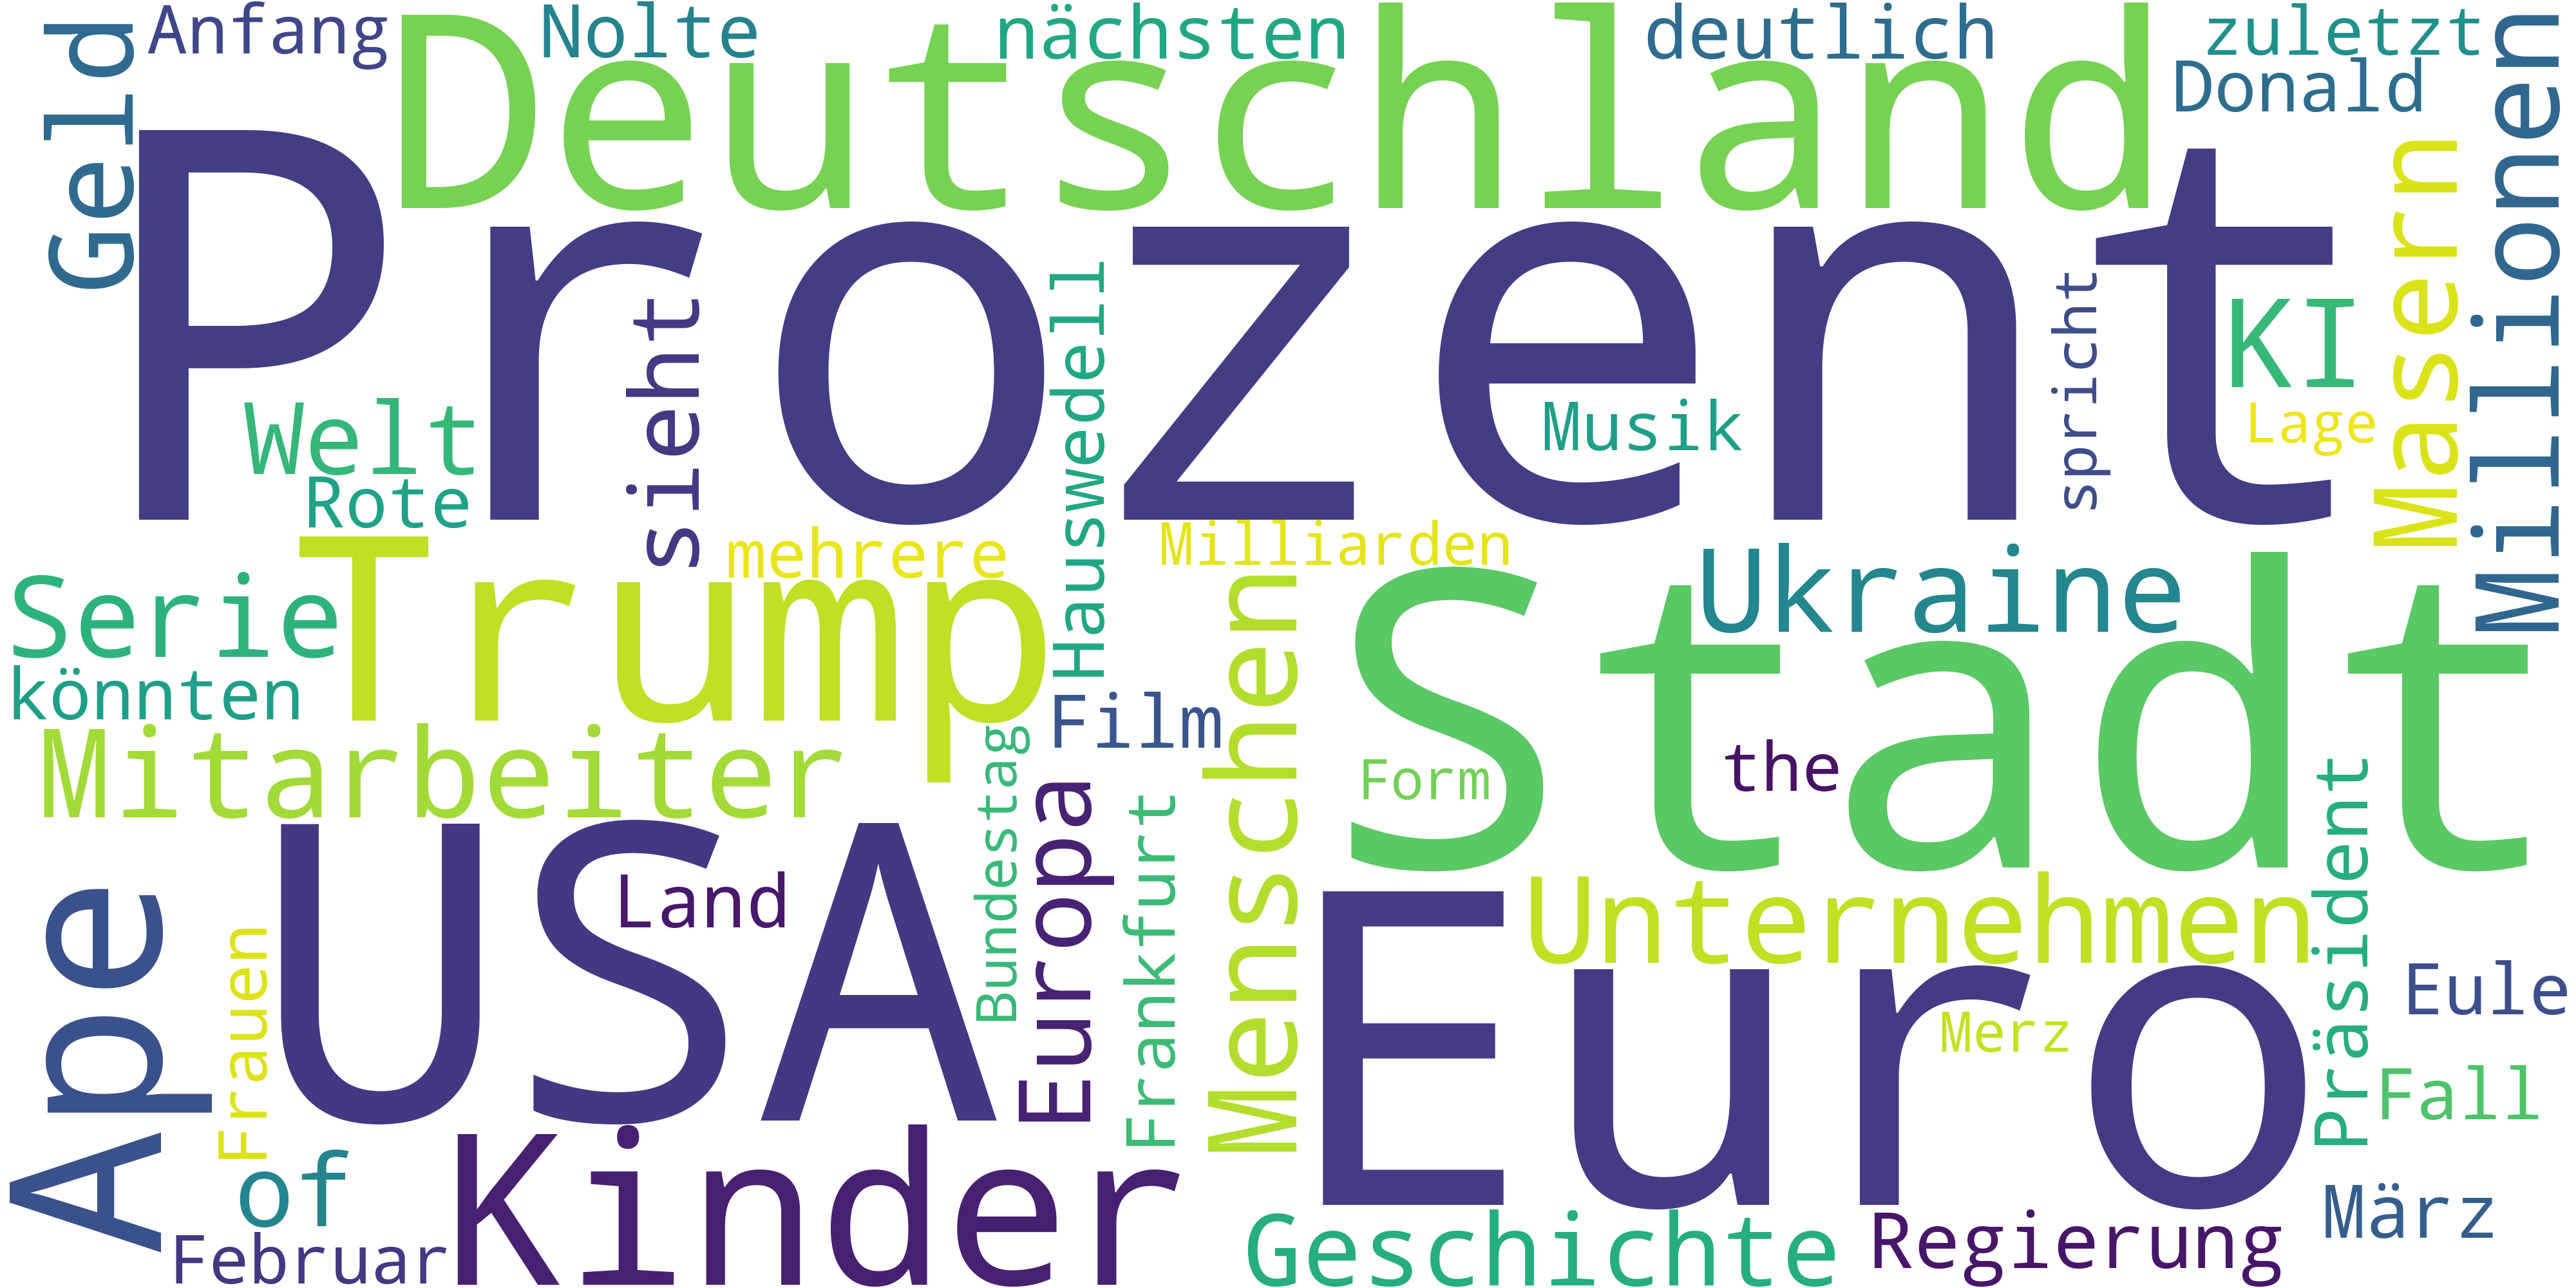 Geld
Anfang
Nolte
nächsten
deutlich
zuletzt
Deutschland
Donald
Millionen
Masern
Prozent
sieht
Hauswedell
spricht
KI
Lage
Welt
Musik
Rote
Trump
mehrere
Milliarden
Ukraine
Serie
könnten
Stadt
Menschen
Film
Mitarbeiter
Bundestag
Europa
Form
the
Präsident
Frankfurt
USA
Land
Unternehmen
Ape
Frauen
Euro
Merz
Eule
Fall
of
Kinder
Februar
Geschichte
Regierung
März